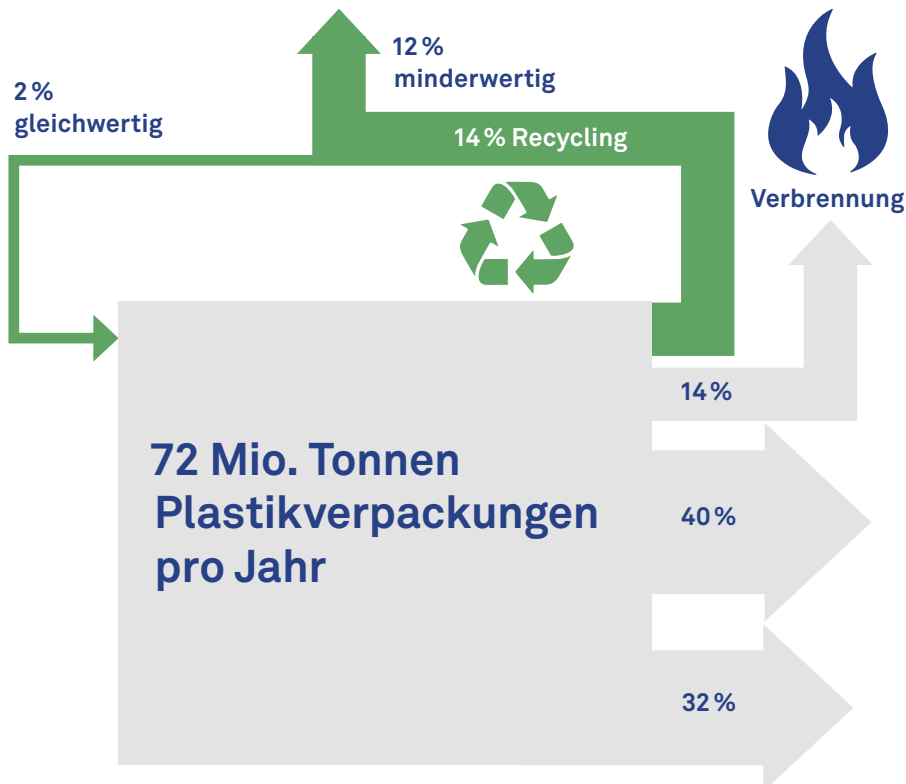 12 %
minderwertig
2 %
gleichwertig
14 % Recycling
Verbrennung
14 %
72 Mio. Tonnen
Plastikverpackungen
pro Jahr
40 %
32 %